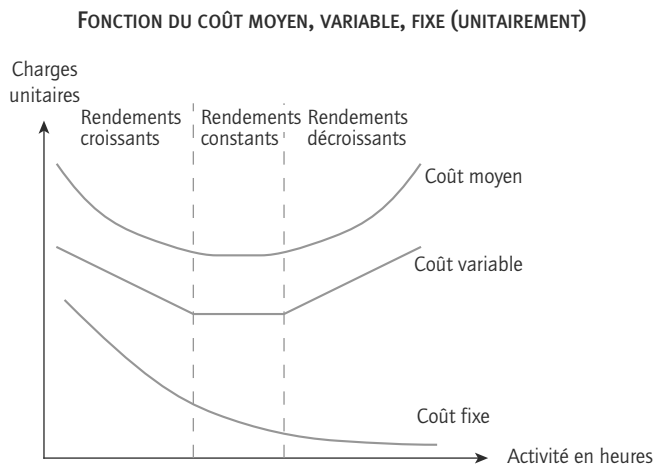 FONCTION DU COÛT MOYEN, VARIABLE, FIXE (UNITAIREMENT)
Charges
unitaires
Rendements
croissants
Rendements
constants
Rendements
décroissants
Coût moyen
Coût variable
Coût fixe
Activité en heures